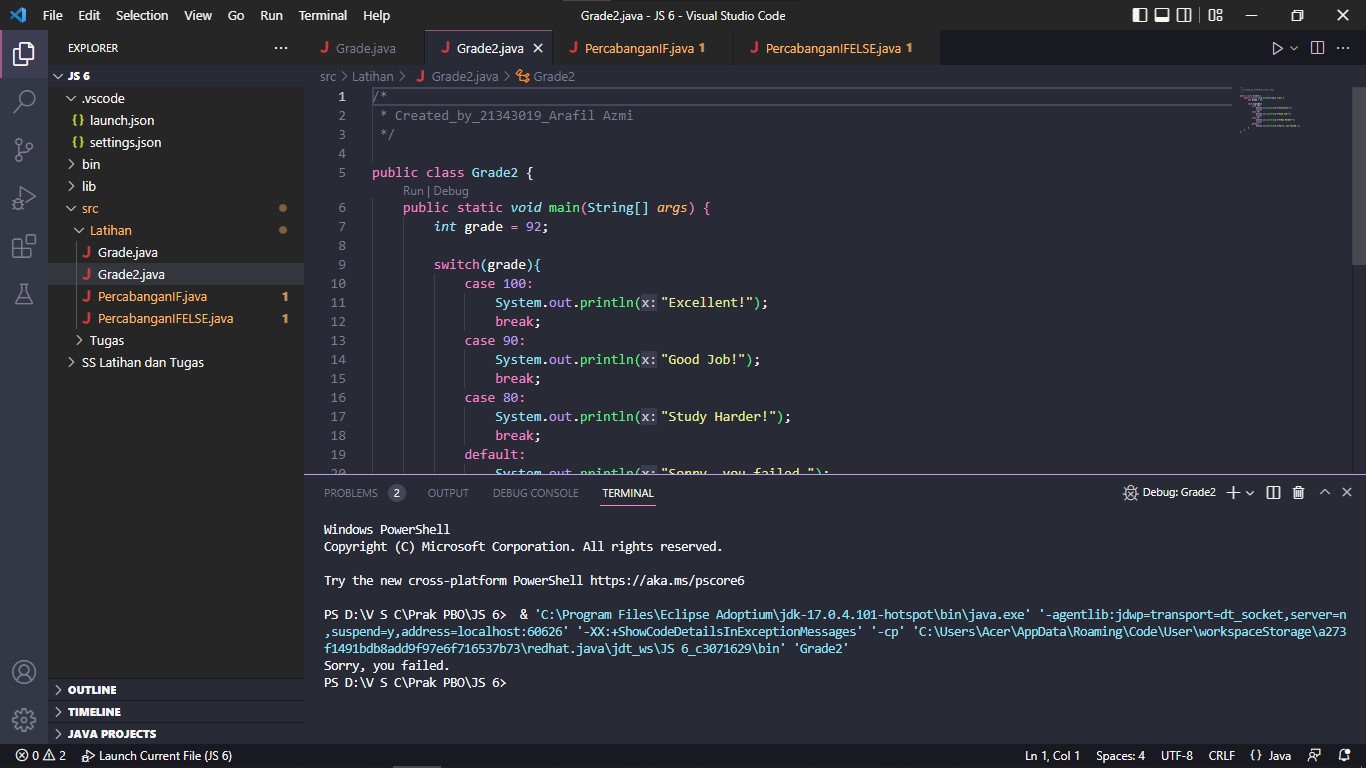 File Edit Selection View Go Run Terminal Help Grade2.java - JS 6 - Visual Studio Code
EXPLORER
JS 6
.vscode
{} launch.json
{} settings.json
bin
lib
src
Latihan
J Grade.java
J Grade2.java
J PercabanganIF.java 1
J PercabanganIFELSE.java 1
Tugas
SS Latihan dan Tugas
OUTLINE
TIMELINE
JAVA PROJECTS
J Grade.java J Grade2.java J PercabanganIF.java 1 J PercabanganIFELSE.java 1
src > Latihan > J Grade2.java > Grade2
1 /*
2 * Created_by_21343019_Arafil Azmi
3 */
4
5 public class Grade2 {
Run | Debug
6 public static void main(String[] args) {
7 int grade = 92;
8
9 switch(grade){
10 case 100:
11 System.out.println(x: "Excellent!");
12 break;
13 case 90:
14 System.out.println(x: "Good Job!");
15 break;
16 case 80:
17 System.out.println(x: "Study Harder!");
18 break;
19 default:
20 System.out.println(x: "Sorry, you failed.");
PROBLEMS 2 OUTPUT DEBUG CONSOLE TERMINAL Debug: Grade2
Windows PowerShell
Copyright (C) Microsoft Corporation. All rights reserved.
Try the new cross-platform PowerShell https://aka.ms/pscore6
PS D:\V S C\Prak PBO\JS 6> & 'C:\Program Files\Eclipse Adoptium\jdk-17.0.4.101-hotspot\bin\java.exe' '-agentlib:jdwp=transport=dt_socket,server=n
,suspend=y,address=localhost:60626' '-XX:+ShowCodeDetailsInExceptionMessages' '-cp' 'C:\Users\Acer\AppData\Roaming\Code\User\workspaceStorage\a273
f1491bdb8add9f97e6f716537b73\redhat.java\jdt_ws\JS 6_c3071629\bin' 'Grade2'
Sorry, you failed.
PS D:\V S C\Prak PBO\JS 6>
0 2 Launch Current File (JS 6) Ln 1, Col 1 Spaces: 4 UTF-8 CRLF {} Java